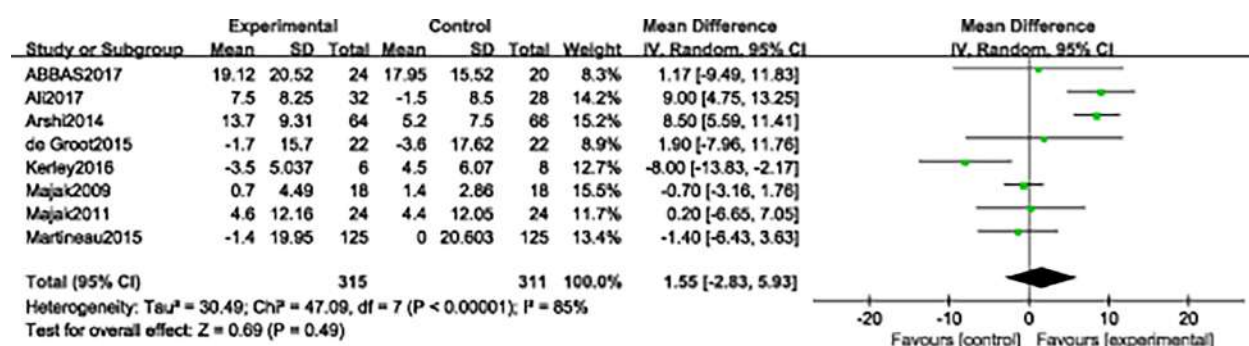 Experimental Control Mean Difference Mean Difference
Study or Subgroup Mean SD Total Mean SD Total Weight IV, Random, 95% CI IV, Random, 95% CI
ABBAS2017 19.12 20.52 24 17.95 15.52 20 8.3% 1.17 [-9.49, 11.83]
Ali2017 7.5 8.25 32 -1.5 8.5 28 14.2% 9.00 [4.75, 13.25]
Arshi2014 13.7 9.31 64 5.2 7.5 66 15.2% 8.50 [5.59, 11.41]
de Groot2015 -1.7 15.7 22 -3.6 17.62 22 8.9% 1.90 [-7.96, 11.76]
Kerley2016 -3.5 5.037 6 4.5 6.07 8 12.7% -8.00 [-13.83, -2.17]
Majak2009 0.7 4.49 18 1.4 2.86 18 15.5% -0.70 [-3.16, 1.76]
Majak2011 4.6 12.16 24 4.4 12.05 24 11.7% 0.20 [-6.65, 7.05]
Martineau2015 -1.4 19.95 125 0 20.603 125 13.4% -1.40 [-6.43, 3.63]
Total (95% CI) 315 311 100.0% 1.55 [-2.83, 5.93]
Heterogeneity: Tau² = 30.49; Chi² = 47.09, df = 7 (P < 0.00001); I² = 85%
Test for overall effect: Z = 0.69 (P = 0.49)
-20 -10 0 10 20
Favours [control] Favours [experimental]